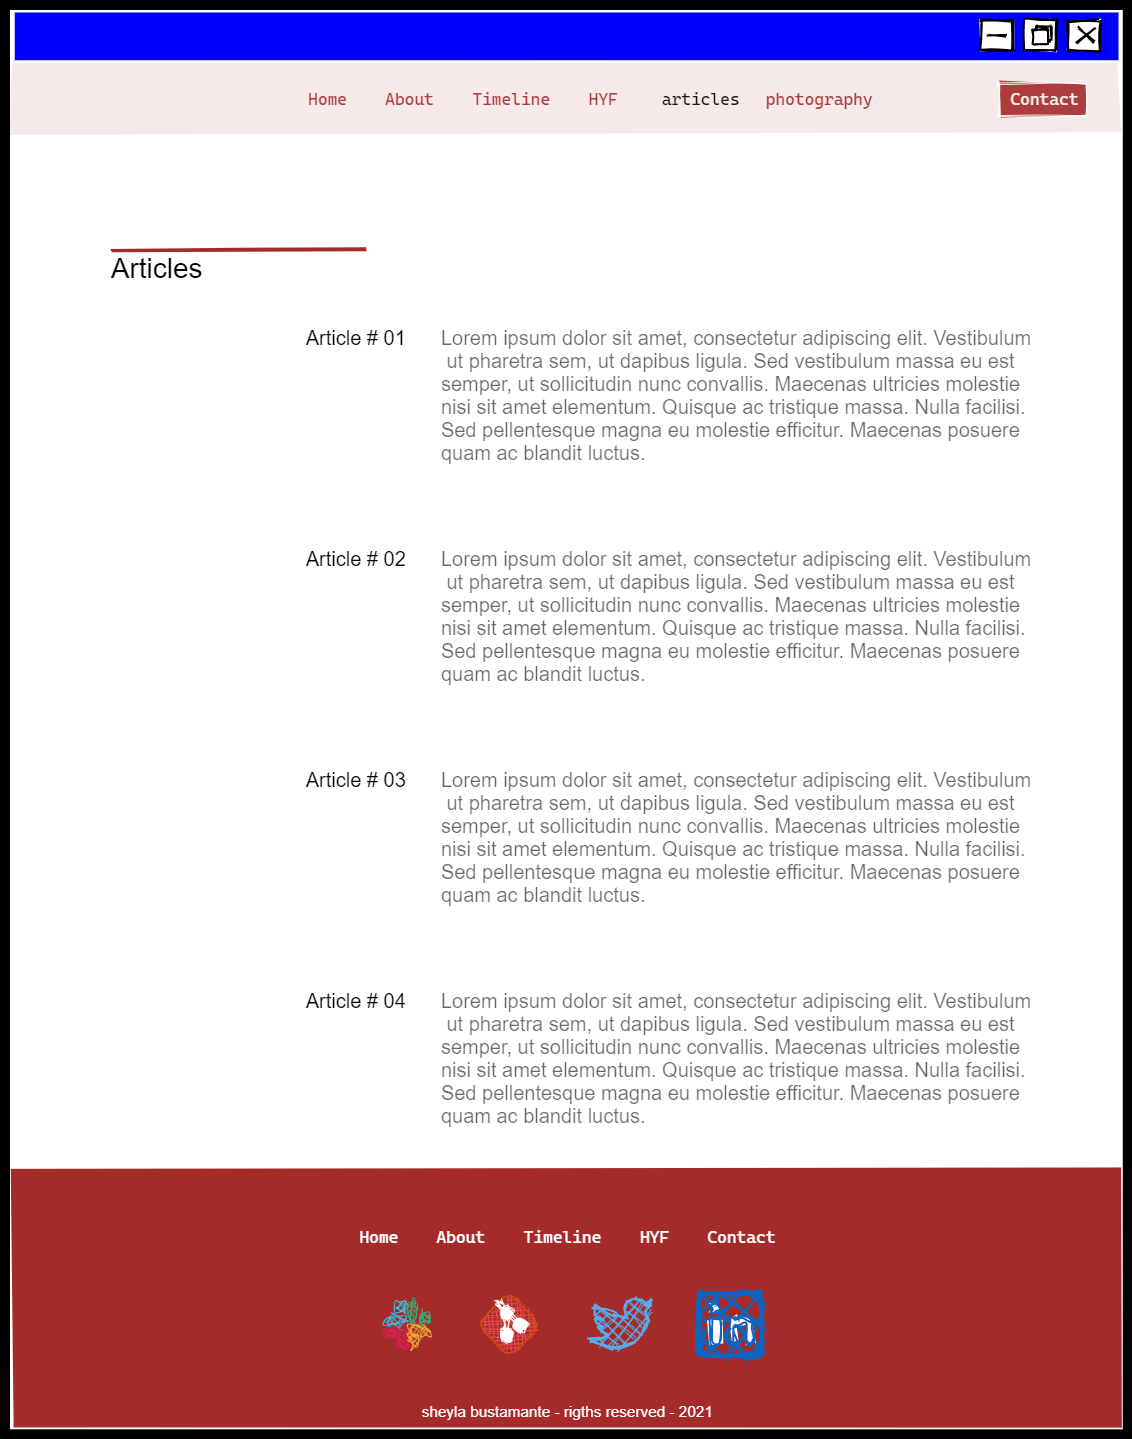 Home About Timeline HYF articles photography Contact
Articles
Article # 01
Lorem ipsum dolor sit amet, consectetur adipiscing elit. Vestibulum
ut pharetra sem, ut dapibus ligula. Sed vestibulum massa eu est
semper, ut sollicitudin nunc convallis. Maecenas ultricies molestie
nisi sit amet elementum. Quisque ac tristique massa. Nulla facilisi.
Sed pellentesque magna eu molestie efficitur. Maecenas posuere
quam ac blandit luctus.
Article # 02
Lorem ipsum dolor sit amet, consectetur adipiscing elit. Vestibulum
ut pharetra sem, ut dapibus ligula. Sed vestibulum massa eu est
semper, ut sollicitudin nunc convallis. Maecenas ultricies molestie
nisi sit amet elementum. Quisque ac tristique massa. Nulla facilisi.
Sed pellentesque magna eu molestie efficitur. Maecenas posuere
quam ac blandit luctus.
Article # 03
Lorem ipsum dolor sit amet, consectetur adipiscing elit. Vestibulum
ut pharetra sem, ut dapibus ligula. Sed vestibulum massa eu est
semper, ut sollicitudin nunc convallis. Maecenas ultricies molestie
nisi sit amet elementum. Quisque ac tristique massa. Nulla facilisi.
Sed pellentesque magna eu molestie efficitur. Maecenas posuere
quam ac blandit luctus.
Article # 04
Lorem ipsum dolor sit amet, consectetur adipiscing elit. Vestibulum
ut pharetra sem, ut dapibus ligula. Sed vestibulum massa eu est
semper, ut sollicitudin nunc convallis. Maecenas ultricies molestie
nisi sit amet elementum. Quisque ac tristique massa. Nulla facilisi.
Sed pellentesque magna eu molestie efficitur. Maecenas posuere
quam ac blandit luctus.
Home About Timeline HYF Contact
in
sheyla bustamante - rigths reserved - 2021